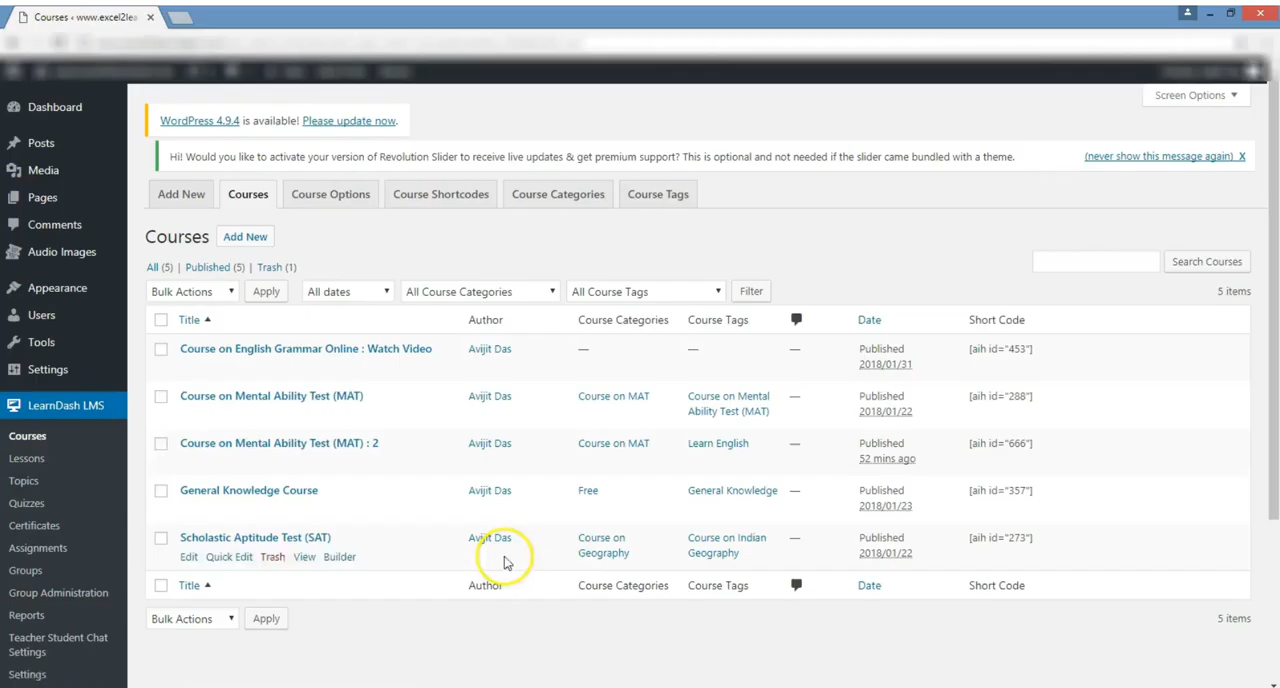 Courses ‹ www.excel2lea
Screen Options
Dashboard
Posts
Media
Pages
Comments
Audio Images
Appearance
Users
Tools
Settings
LearnDash LMS
Courses
Lessons
Topics
Quizzes
Certificates
Assignments
Groups
Group Administration
Reports
Teacher Student Chat
Settings
Settings
WordPress 4.9.4 is available! Please update now.
Hi! Would you like to activate your version of Revolution Slider to receive live updates & get premium support? This is optional and not needed if the slider came bundled with a theme. (never show this message again) X
Add New Courses Course Options Course Shortcodes Course Categories Course Tags
Courses Add New
All (5) | Published (5) | Trash (1)
Search Courses
Bulk Actions Apply All dates All Course Categories All Course Tags Filter 5 items
Title Author Course Categories Course Tags Date Short Code
Course on English Grammar Online : Watch Video Avijit Das — — — Published [aih id="453"]
2018/01/31
Course on Mental Ability Test (MAT) Avijit Das Course on MAT Course on Mental — Published [aih id="288"]
Ability Test (MAT) 2018/01/22
Course on Mental Ability Test (MAT) : 2 Avijit Das Course on MAT Learn English — Published [aih id="666"]
52 mins ago
General Knowledge Course Avijit Das Free General Knowledge — Published [aih id="357"]
2018/01/23
Scholastic Aptitude Test (SAT) Avijit Das Course on Course on Indian — Published [aih id="273"]
Edit Quick Edit Trash View Builder Geography Geography 2018/01/22
Title Author Course Categories Course Tags Date Short Code
Bulk Actions Apply 5 items